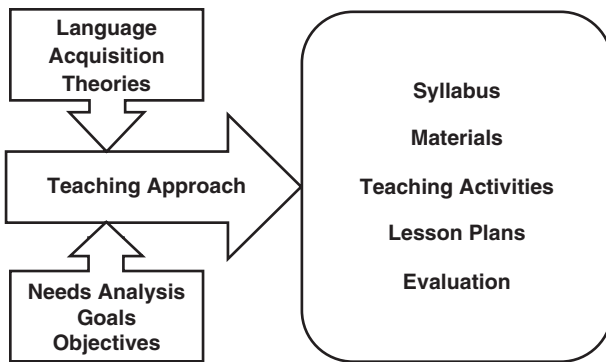 Language
Acquisition
Theories
Teaching Approach
Needs Analysis
Goals
Objectives
Syllabus
Materials
Teaching Activities
Lesson Plans
Evaluation